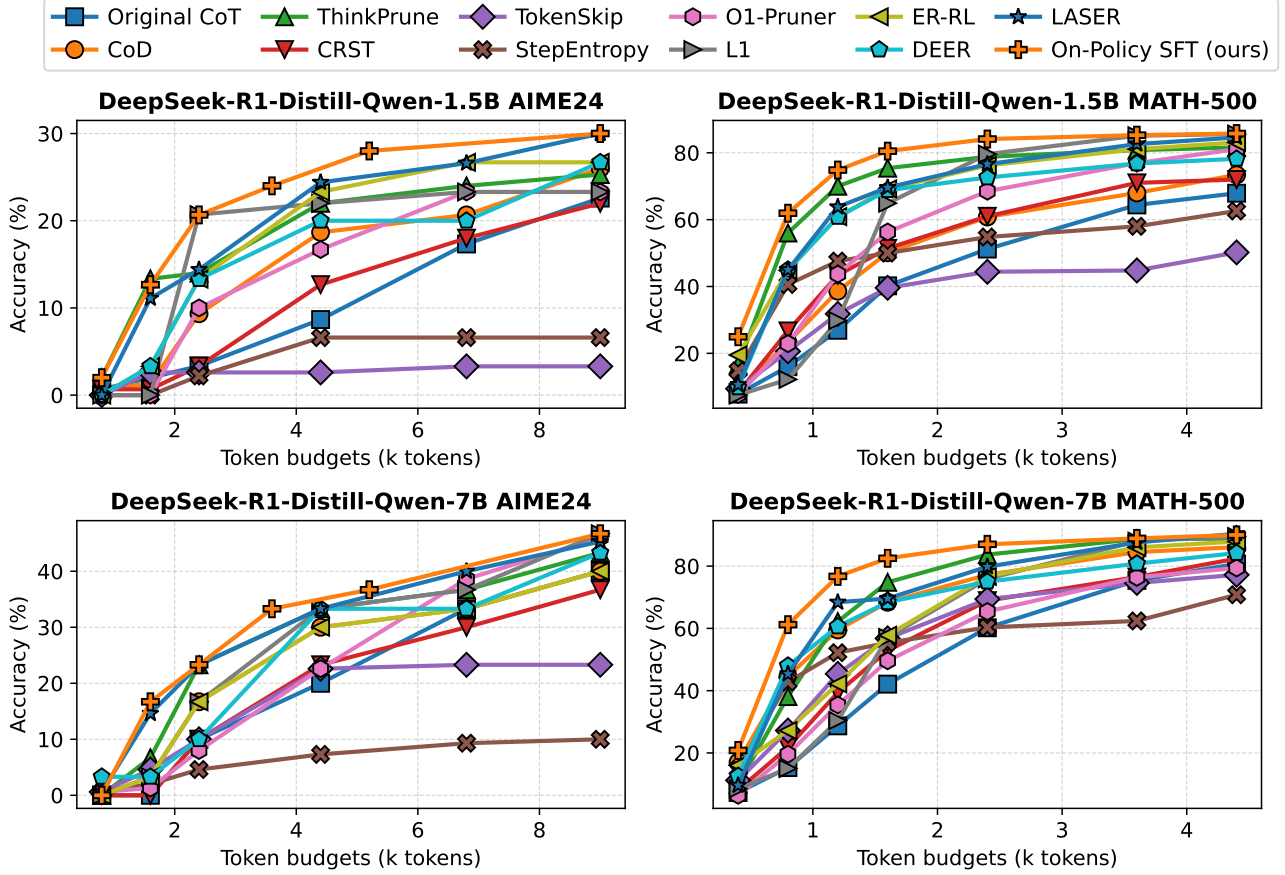 Original CoT ThinkPrune TokenSkip O1-Pruner ER-RL LASER
CoD CRST StepEntropy L1 DEER On-Policy SFT (ours)
DeepSeek-R1-Distill-Qwen-1.5B AIME24
30
20
10
0
Accuracy (%)
2 4 6 8
Token budgets (k tokens)
DeepSeek-R1-Distill-Qwen-1.5B MATH-500
80
60
40
20
Accuracy (%)
1 2 3 4
Token budgets (k tokens)
DeepSeek-R1-Distill-Qwen-7B AIME24
40
30
20
10
0
Accuracy (%)
2 4 6 8
Token budgets (k tokens)
DeepSeek-R1-Distill-Qwen-7B MATH-500
80
60
40
20
Accuracy (%)
1 2 3 4
Token budgets (k tokens)